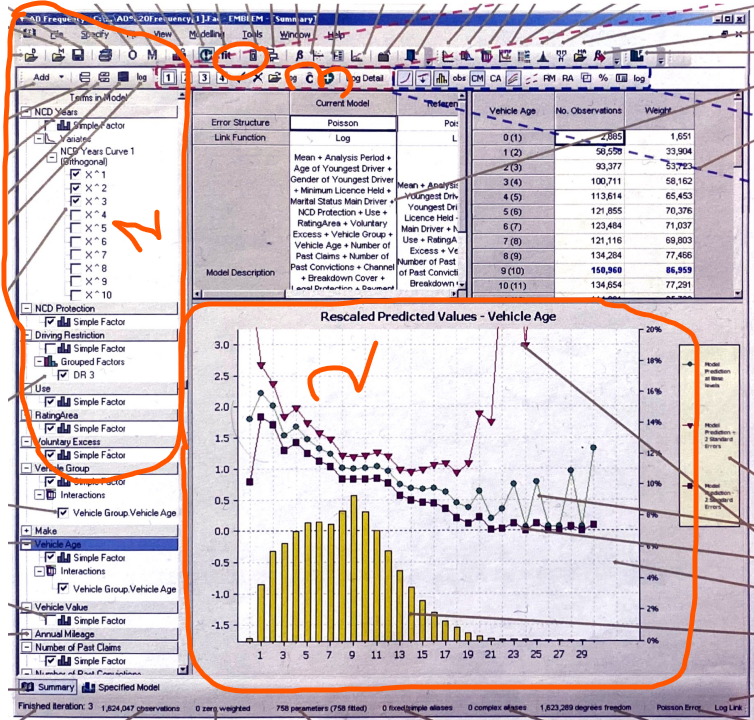 AD Frequency EMBLEM - [Summary]
File Specify View Modelling Tools Window Help
O M fit β
Add log 1 2 3 4 Log Detail obs CM CA RM RA % log
Terms in Model
NCD Years
Simple Factor
Variates
NCD Years Curve 1
(Orthogonal)
X^1
X^2
X^3
X^4
X^5
X^6
X^7
X^8
X^9
X^10
NCD Protection
Simple Factor
Driving Restriction
Simple Factor
Grouped Factors
DR 3
Use
Simple Factor
RatingArea
Simple Factor
Voluntary Excess
Simple Factor
Vehicle Group
Simple Factor
Interactions
Vehicle Group.Vehicle Age
Make
Vehicle Age
Simple Factor
Interactions
Vehicle Group.Vehicle Age
Vehicle Value
Simple Factor
Annual Mileage
Number of Past Claims
Simple Factor
Number of Past Convictions
Current Model Referen
Error Structure Poisson Pois
Link Function Log L
Model Description
Mean + Analysis Period +
Age of Youngest Driver +
Gender of Youngest Driver
+ Minimum Licence Held +
Marital Status Main Driver +
NCD Protection + Use +
RatingArea + Voluntary
Excess + Vehicle Group +
Vehicle Age + Number of
Past Claims + Number of
Past Convictions + Channel
+ Breakdown Cover +
Legal Protection + Payment
Mean + Analysis
Youngest Driv
Youngest Dri
Licence Held -
Main Driver + N
Use + RatingA
Excess + Ve
Number of Past
of Past Convicti
Breakdown
Vehicle Age No. Observations Weight
0 (1) 2,885 1,651
1 (2) 58,558 33,904
2 (3) 93,377 53,723
3 (4) 100,711 58,162
4 (5) 113,614 65,453
5 (6) 121,855 70,376
6 (7) 123,484 71,037
7 (8) 121,116 69,803
8 (9) 134,284 77,466
9 (10) 150,960 86,959
10 (11) 134,654 77,291
Rescaled Predicted Values - Vehicle Age
3.0
2.5
2.0
1.5
1.0
0.5
0.0
-0.5
-1.0
-1.5
20%
18%
16%
14%
12%
10%
8%
6%
4%
2%
0%
1 3 5 7 9 11 13 15 17 19 21 23 25 27 29
Model
Prediction
at Base
levels
Model
Prediction +
2 Standard
Errors
Model
Prediction -
2 Standard
Errors
Summary Specified Model
Finished iteration: 3 1,624,047 observations 0 zero weighted 758 parameters (758 fitted) 0 fixed/simple aliases 0 complex aliases 1,623,289 degrees freedom Poisson Error Log Link